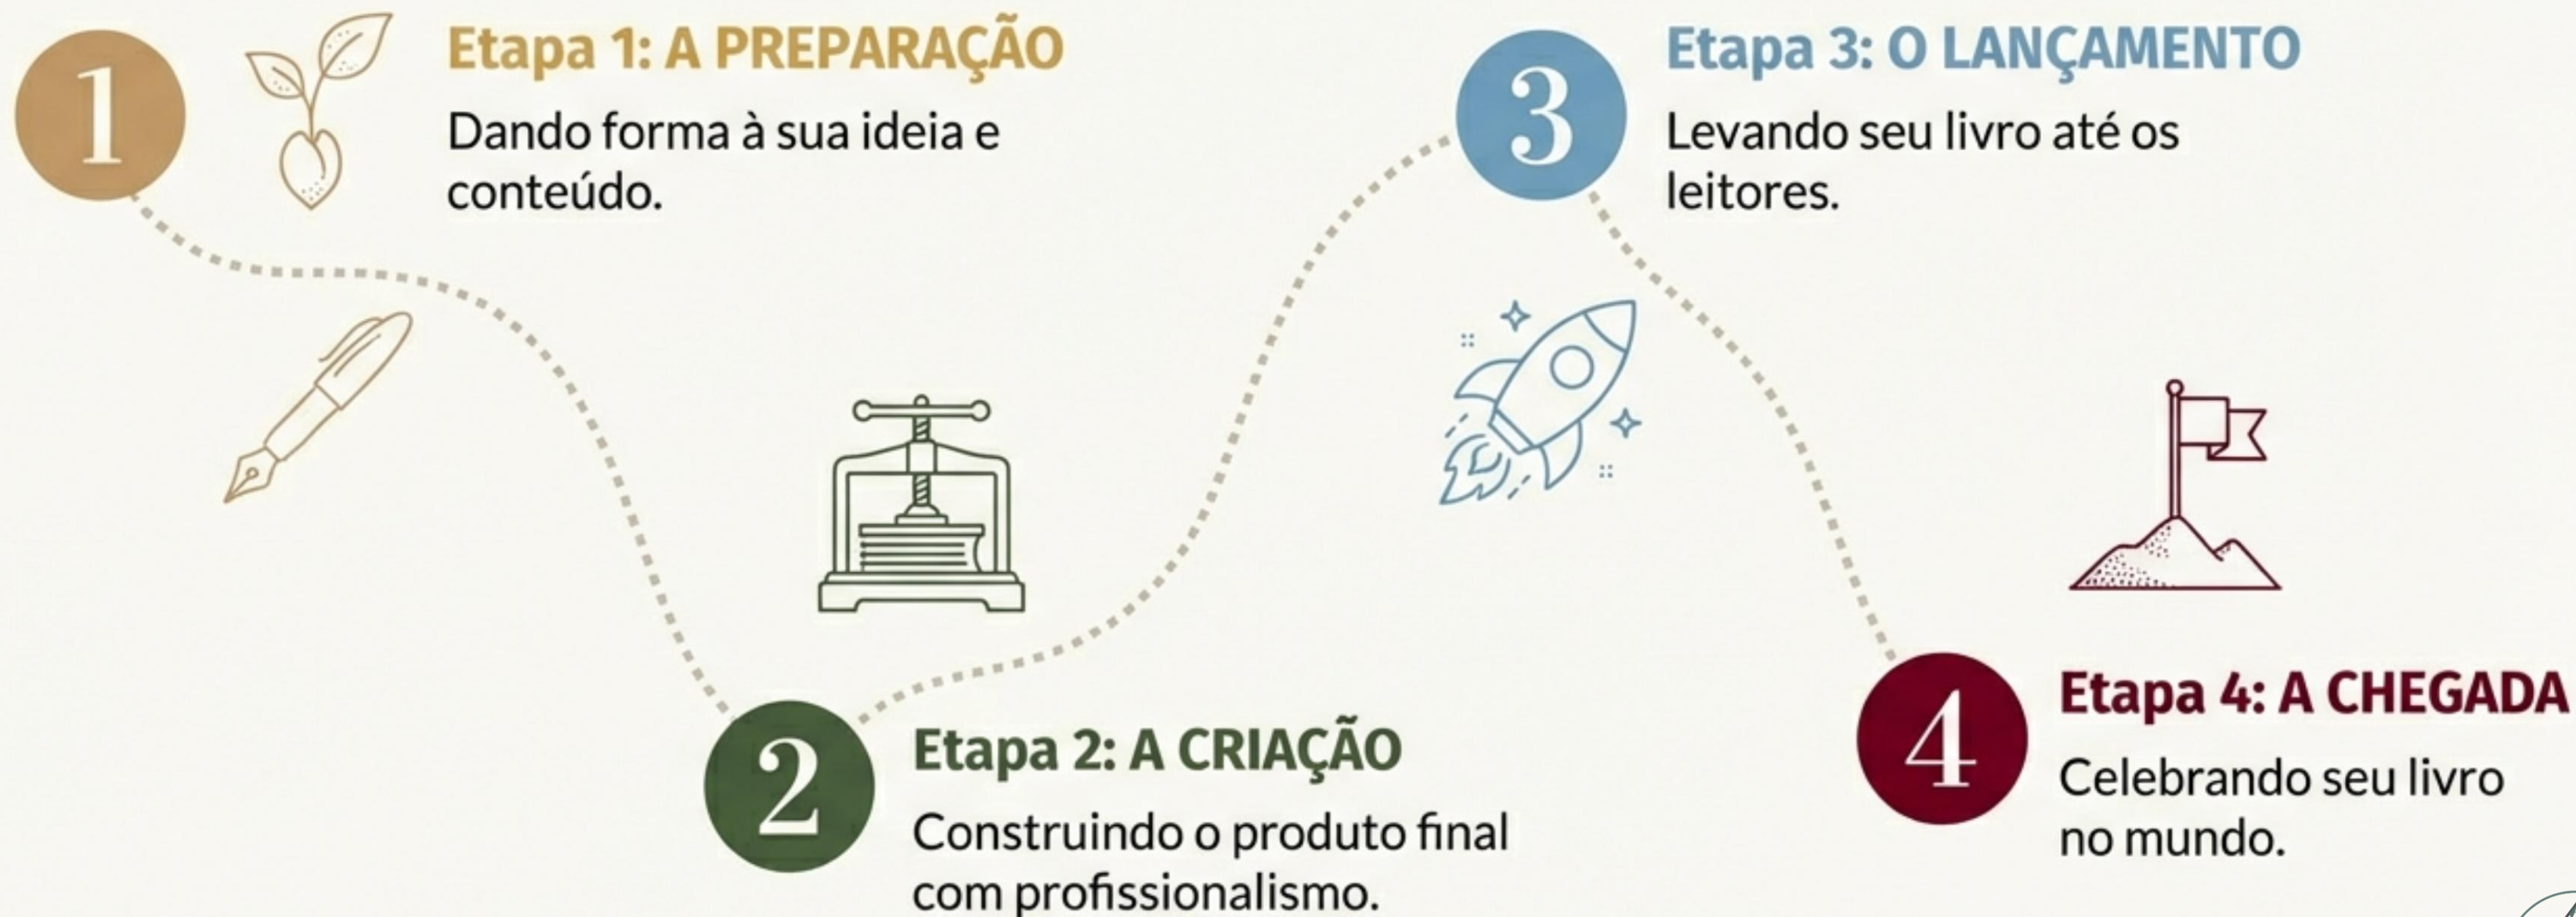 1
Etapa 1: A PREPARAÇÃO
Dando forma à sua ideia e
conteúdo.
2
Etapa 2: A CRIAÇÃO
Construindo o produto final
com profissionalismo.
3
Etapa 3: O LANÇAMENTO
Levando seu livro até os
leitores.
4
Etapa 4: A CHEGADA
Celebrando seu livro
no mundo.